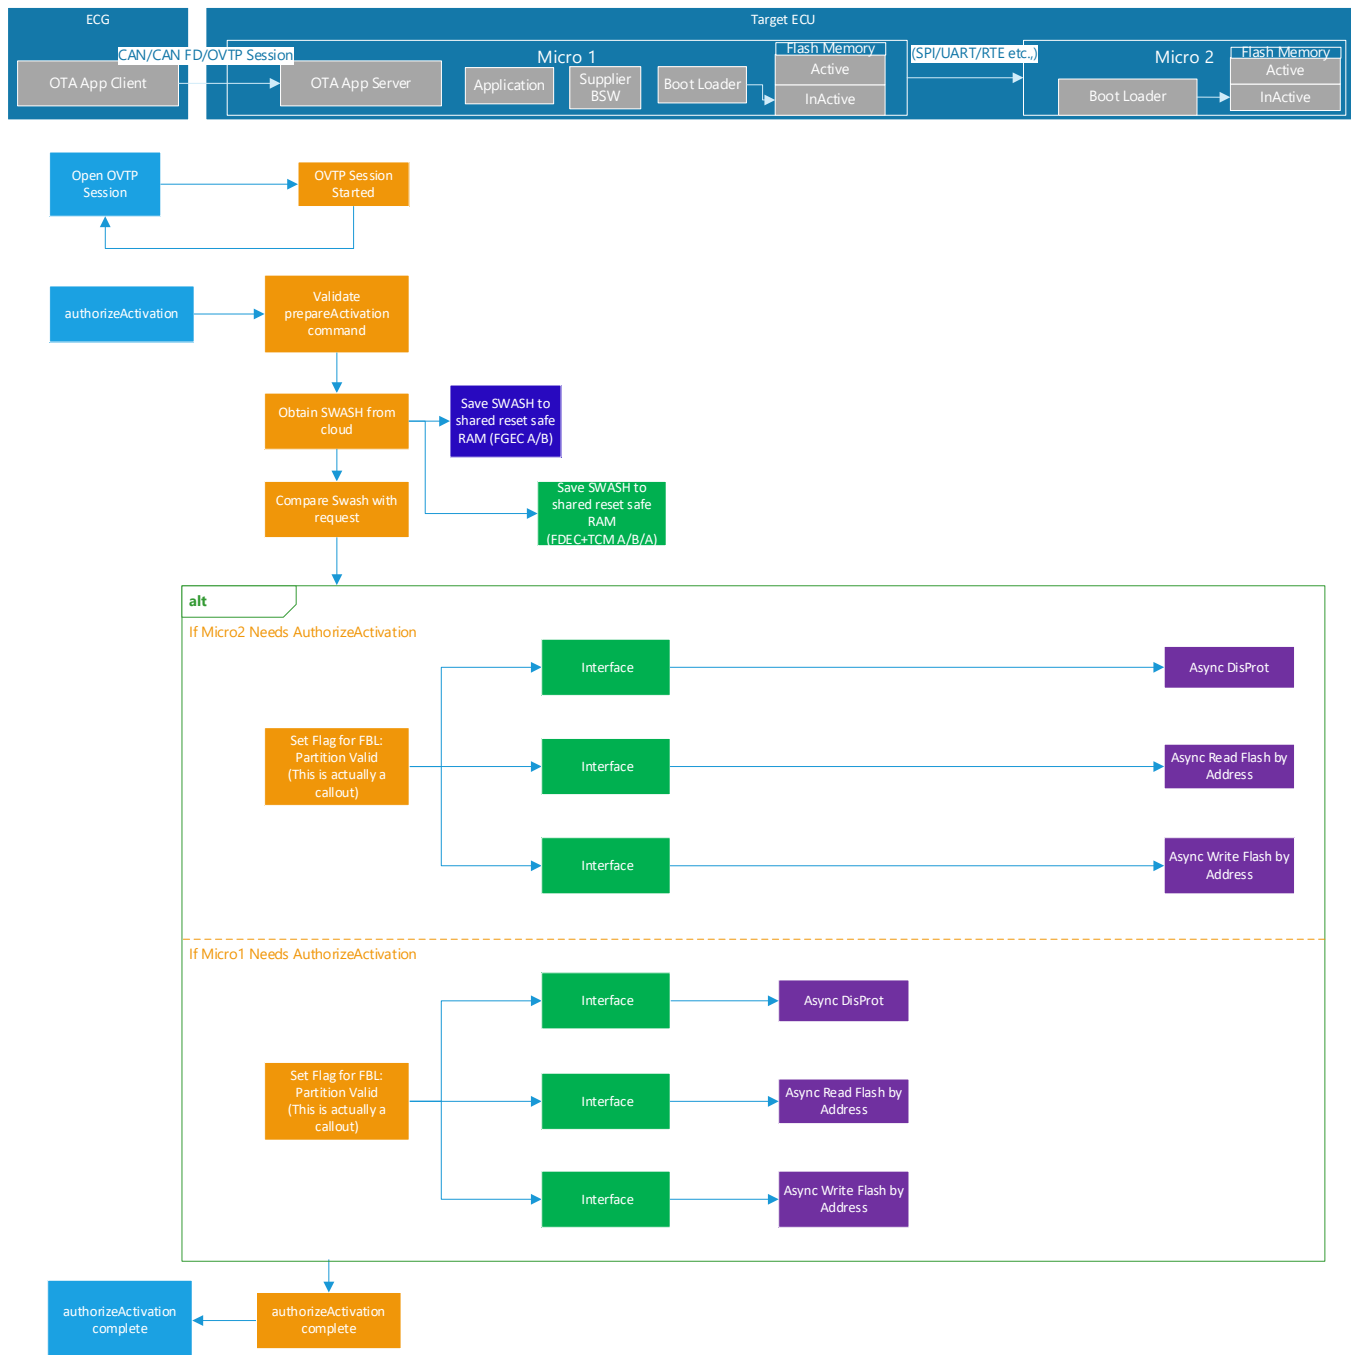 ECG
Target ECU
CAN/CAN FD/OVTP Session
OTA App Client
OTA App Server
Micro 1
Application
Supplier
BSW
Boot Loader
Flash Memory
Active
InActive
(SPI/UART/RTE etc.,)
Micro 2
Boot Loader
Flash Memory
Active
InActive
Open OVTP
Session
OVTP Session
Started
authorizeActivation
Validate
prepareActivation
command
Obtain SWASH from
cloud
Save SWASH to
shared reset safe
RAM (FGEC A/B)
Compare Swash with
request
Save SWASH to
shared reset safe
RAM
(FDEC+TCM A/B/A)
alt
If Micro2 Needs AuthorizeActivation
Interface
Async DisProt
Set Flag for FBL:
Partition Valid
(This is actually a
callout)
Interface
Async Read Flash by
Address
Interface
Async Write Flash by
Address
If Micro1 Needs AuthorizeActivation
Interface
Async DisProt
Set Flag for FBL:
Partition Valid
(This is actually a
callout)
Interface
Async Read Flash by
Address
Interface
Async Write Flash by
Address
authorizeActivation
complete
authorizeActivation
complete